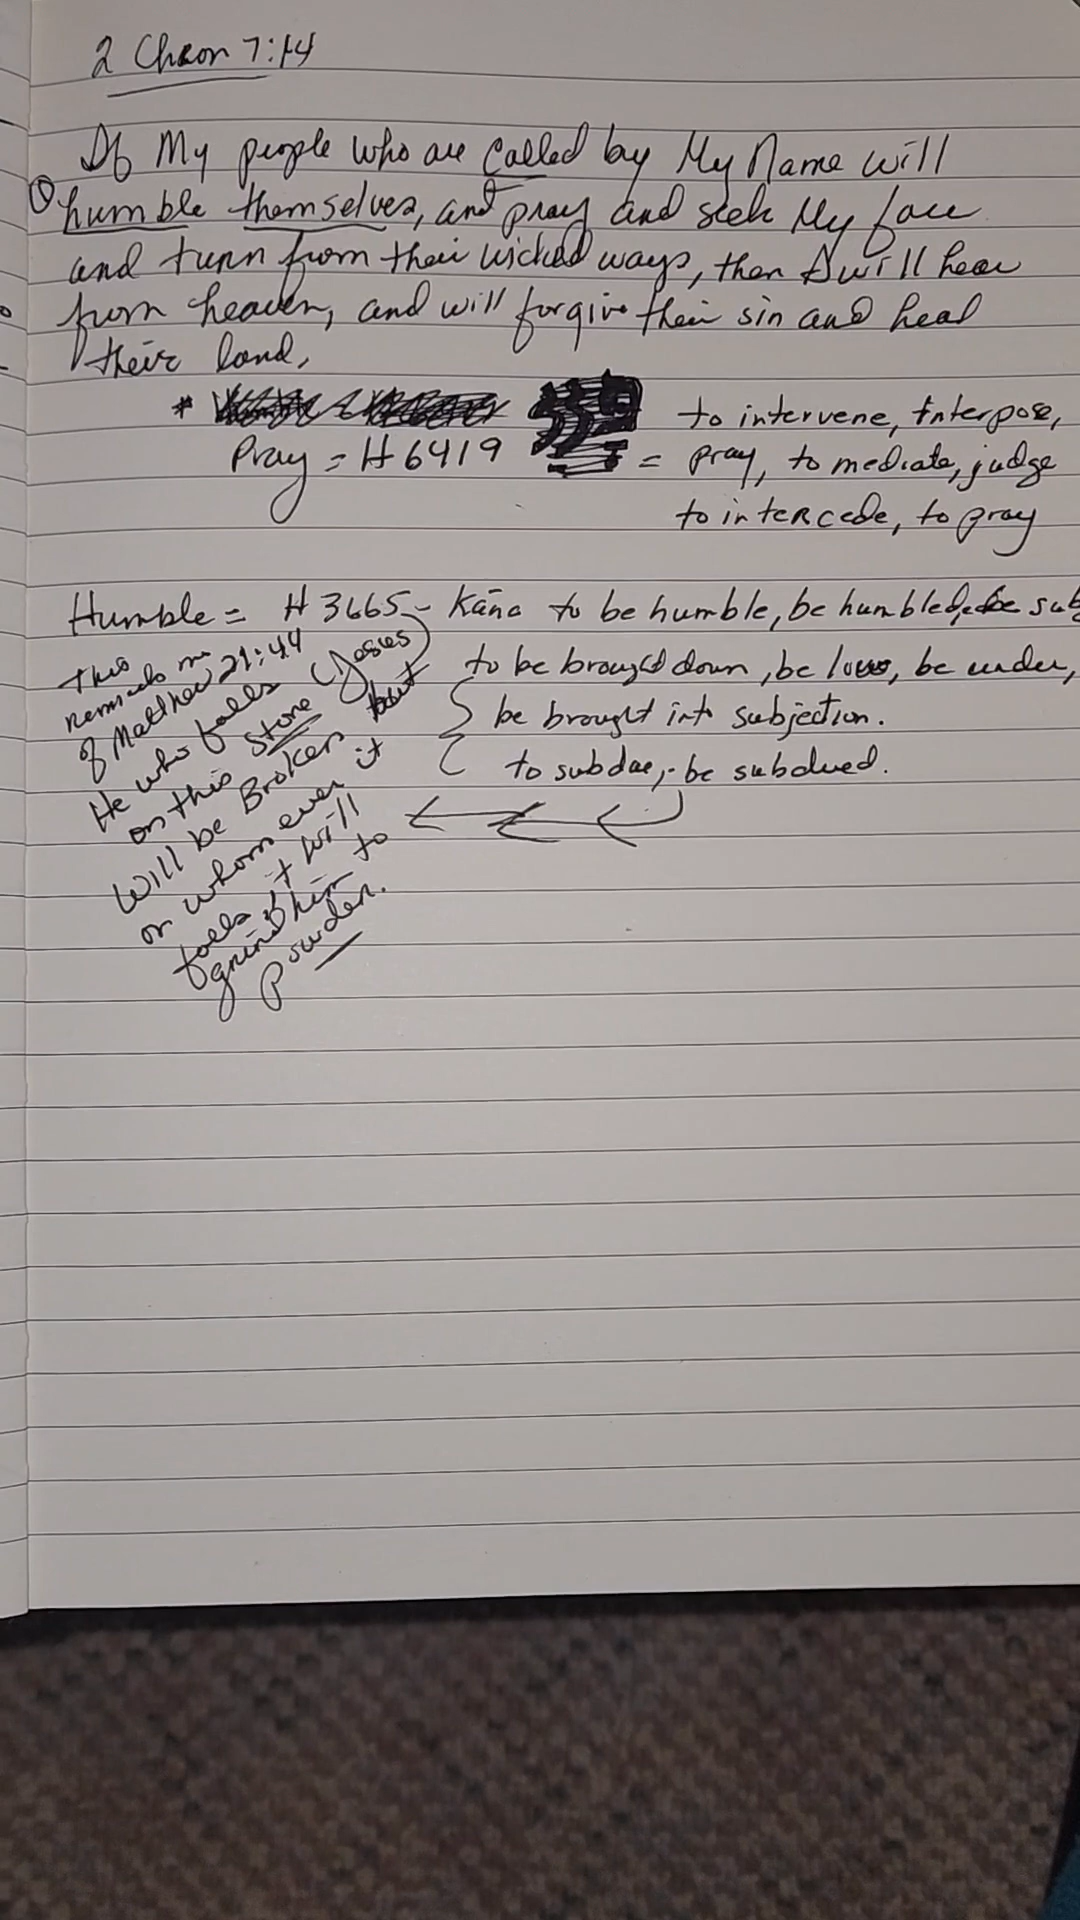 2 Chron 7:14
If My people who are called by My Name will
humble themselves, and pray and seek My face
and turn from their wicked ways, then I will hear
from heaven, and will forgive their sin and heal
their land.
* to intervene, interpose,
Pray = H6419 = pray, to mediate, judge
to intercede, to pray
Humble = H3665 - Kāna to be humble, be humbled, be sub
to be brought down, be low, be under,
be brought into subjection.
to subdue, be subdued.
This
reminds me
of Matthew 21:44
He who falls
on this stone (Yasues)
will be Broken but
on whom ever it
falls it will
grind him to
powder.